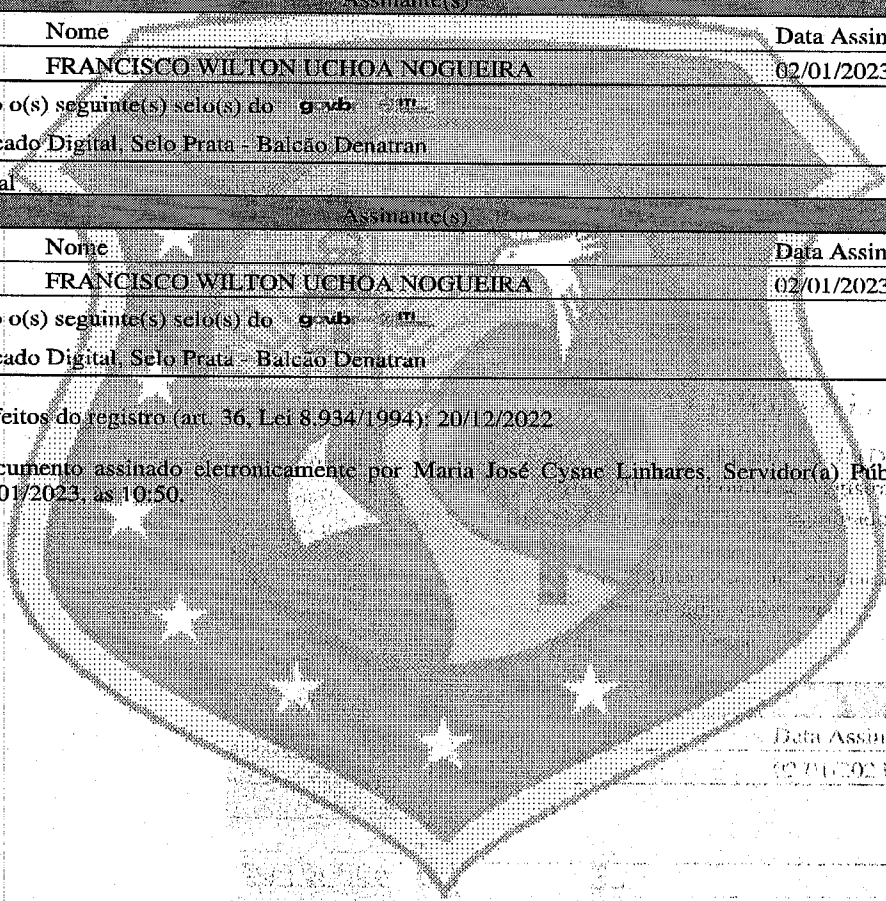 Assinante(s)
Nome Data Assin
FRANCISCO WILTON UCHOA NOGUEIRA 02/01/2023
o(s) seguinte(s) selo(s) do
cado Digital, Selo Prata - Balcão Denatran
al
Assinante(s)
Nome Data Assin
FRANCISCO WILTON UCHOA NOGUEIRA 02/01/2023
o(s) seguinte(s) selo(s) do
cado Digital, Selo Prata - Balcão Denatran
feitos do registro (art. 36, Lei 8.934/1994): 20/12/2022
cumento assinado eletronicamente por Maria José Cysne Linhares, Servidor(a) Púb
01/2023, às 10:50.
Data Assin